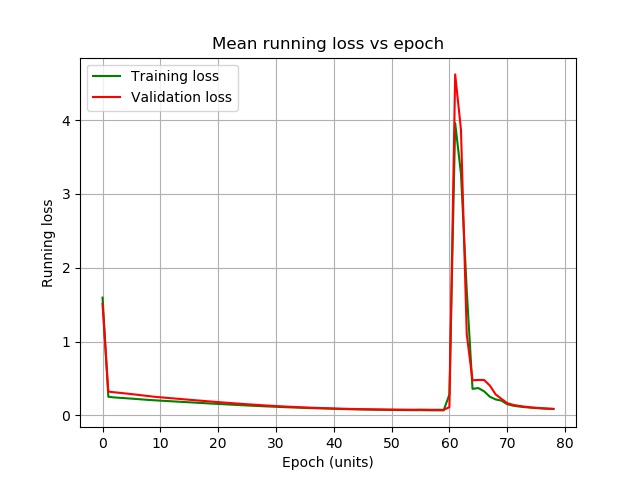 Mean running loss vs epoch
Training loss
Validation loss
4
3
2
1
0
Running loss
0 10 20 30 40 50 60 70 80
Epoch (units)